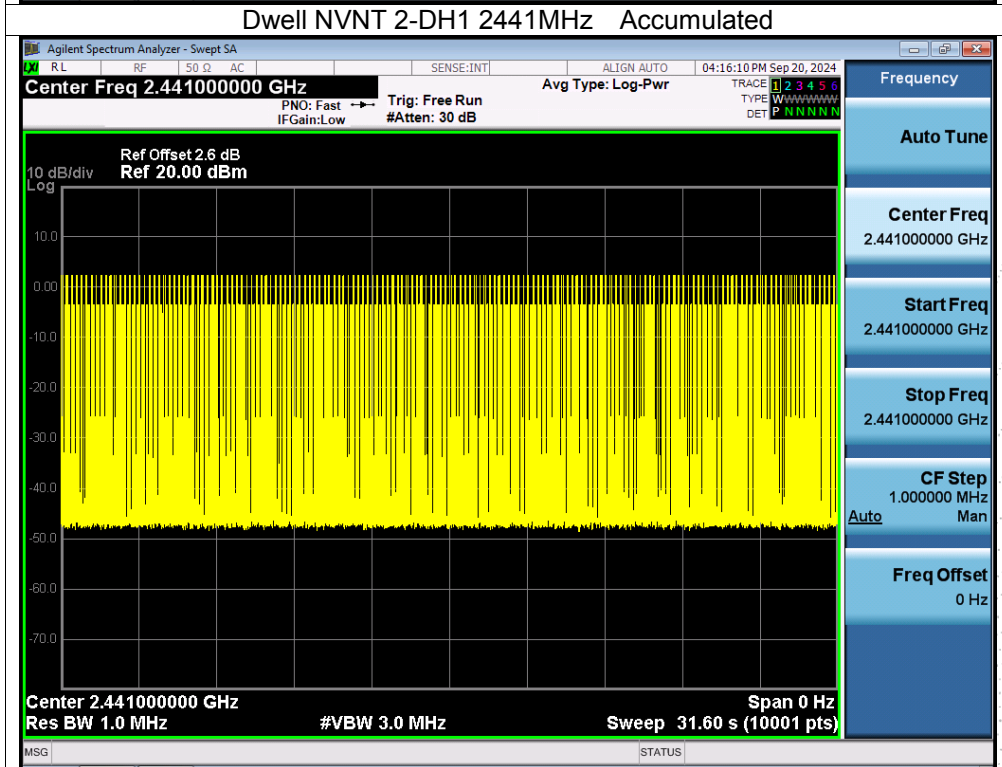 Dwell NVNT 2-DH1 2441MHz Accumulated
Agilent Spectrum Analyzer - Swept SA
LXI RL RF 50 Ω AC SENSE:INT ALIGN AUTO 04:16:10 PM Sep 20, 2024
Center Freq 2.441000000 GHz
PNO: Fast
IFGain:Low
Trig: Free Run
#Atten: 30 dB
Avg Type: Log-Pwr
TRACE 1 2 3 4 5 6
TYPE WWWWWW
DET P N N N N N
Ref Offset 2.6 dB
10 dB/div Ref 20.00 dBm
Log
10.0
0.00
-10.0
-20.0
-30.0
-40.0
-50.0
-60.0
-70.0
Center 2.441000000 GHz Span 0 Hz
Res BW 1.0 MHz #VBW 3.0 MHz Sweep 31.60 s (10001 pts)
MSG STATUS
Frequency
Auto Tune
Center Freq
2.441000000 GHz
Start Freq
2.441000000 GHz
Stop Freq
2.441000000 GHz
CF Step
1.000000 MHz
Auto Man
Freq Offset
0 Hz